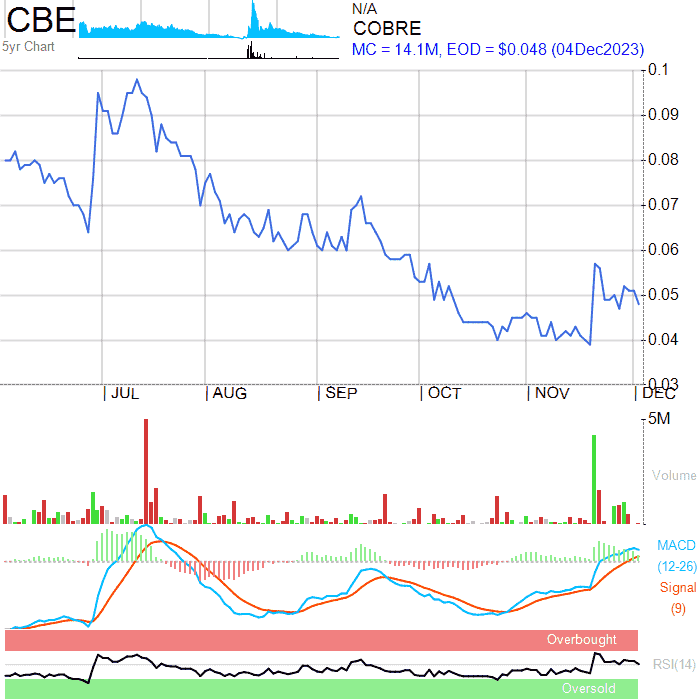 CBE
N/A
COBRE
5yr Chart
MC = 14.1M, EOD = $0.048 (04Dec2023)
0.1
0.09
0.08
0.07
0.06
0.05
0.04
0.03
JUL
AUG
SEP
OCT
NOV
DEC
5M
Volume
MACD
(12-26)
Signal
(9)
Overbought
RSI(14)
Oversold